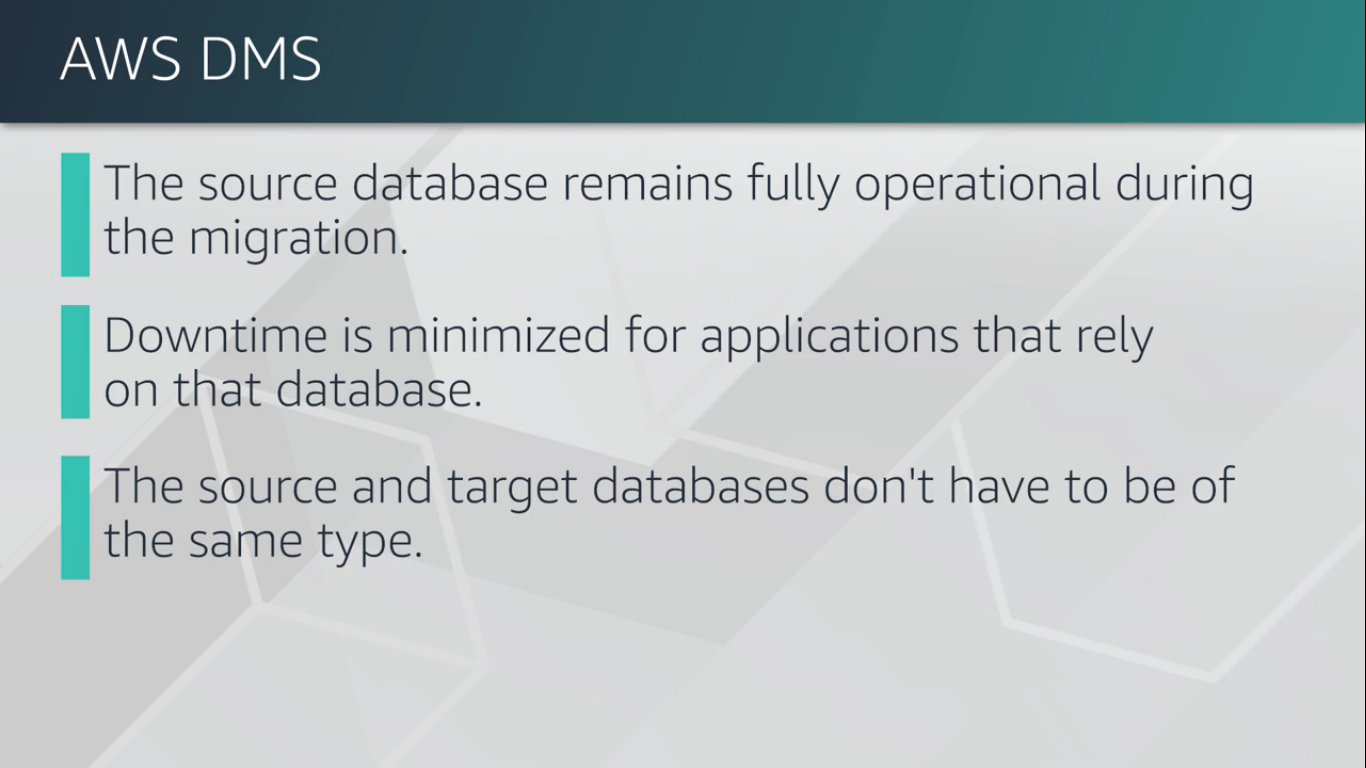 AWS DMS
The source database remains fully operational during
the migration.
Downtime is minimized for applications that rely
on that database.
The source and target databases don't have to be of
the same type.